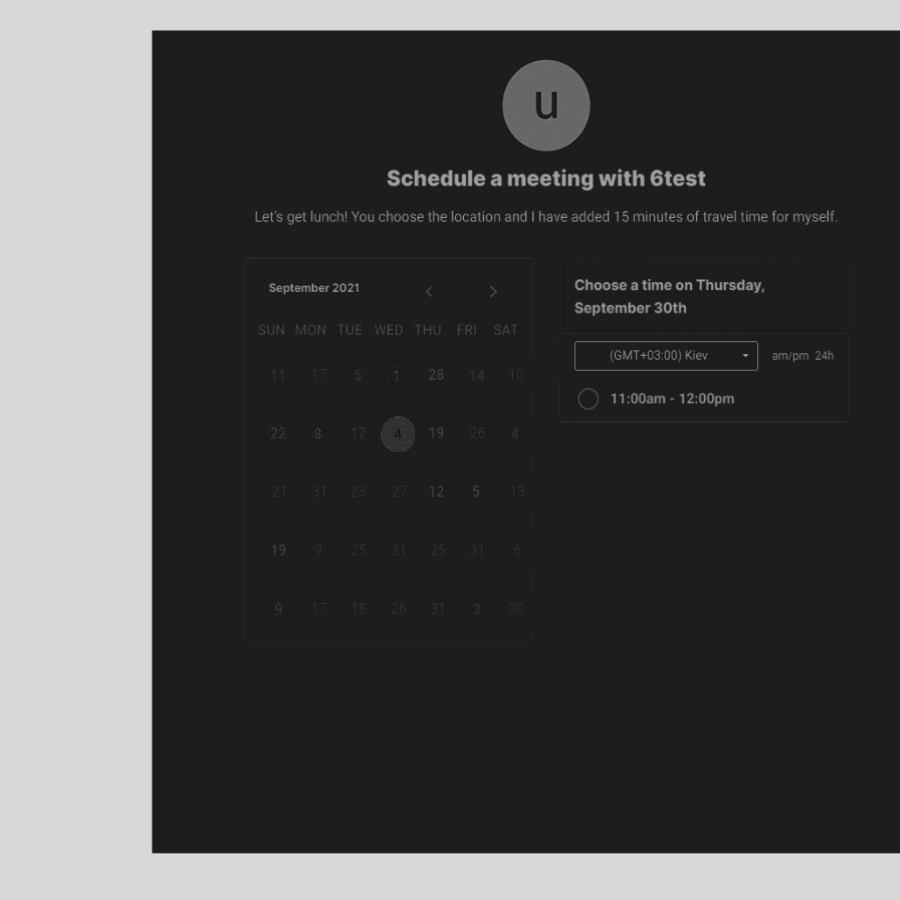 u
Schedule a meeting with 6test
Let's get lunch! You choose the location and I have added 15 minutes of travel time for myself.
September 2021
SUN MON TUE WED THU FRI SAT
11 17 5 1 28 14 10
22 8 17 4 19 26 4
21 31 23 27 12 5 13
19 9 25 31 25 31 6
9 17 18 26 31 3 30
Choose a time on Thursday,
September 30th
(GMT+03:00) Kiev am/pm 24h
11:00am - 12:00pm